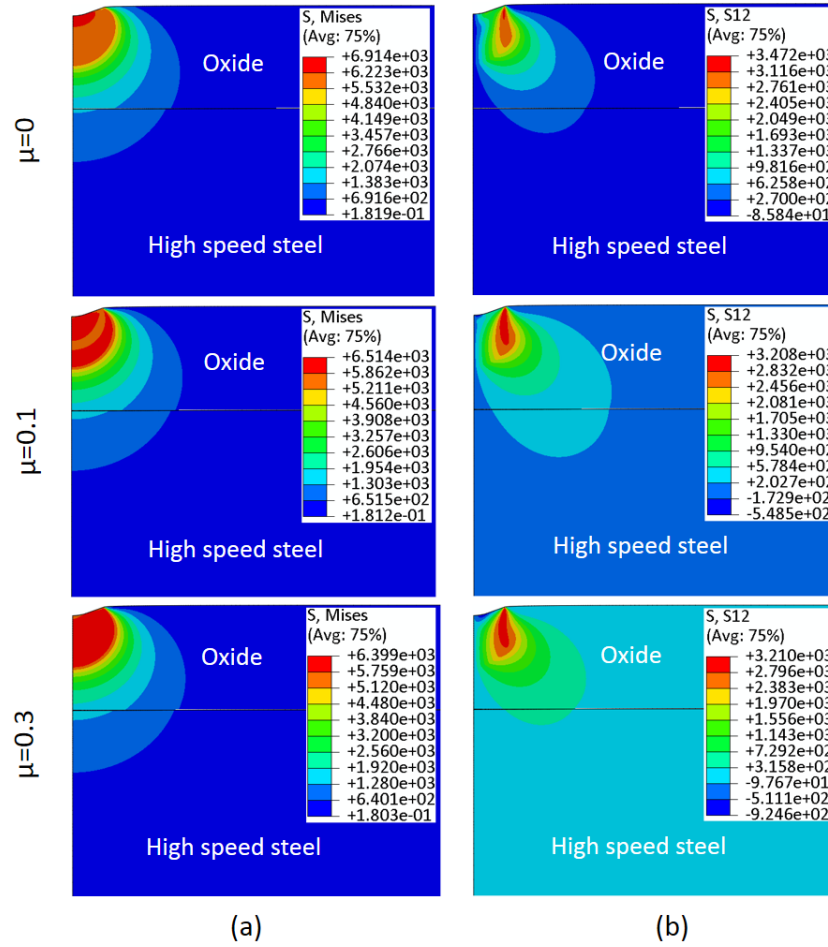 S, Mises
(Avg: 75%)
+6.914e+03
+6.223e+03
+5.532e+03
+4.840e+03
+4.149e+03
+3.457e+03
+2.766e+03
+2.074e+03
+1.383e+03
+6.916e+02
+1.819e-01
Oxide
High speed steel
μ=0
S, S12
(Avg: 75%)
+3.472e+03
+3.116e+03
+2.761e+03
+2.405e+03
+2.049e+03
+1.693e+03
+1.337e+03
+9.816e+02
+6.258e+02
+2.700e+02
-8.584e+01
Oxide
High speed steel
S, Mises
(Avg: 75%)
+6.514e+03
+5.862e+03
+5.211e+03
+4.560e+03
+3.908e+03
+3.257e+03
+2.606e+03
+1.954e+03
+1.303e+03
+6.515e+02
+1.812e-01
Oxide
High speed steel
μ=0.1
S, S12
(Avg: 75%)
+3.208e+03
+2.832e+03
+2.456e+03
+2.081e+03
+1.705e+03
+1.330e+03
+9.540e+02
+5.784e+02
+2.027e+02
-1.729e+02
-5.485e+02
Oxide
High speed steel
S, Mises
(Avg: 75%)
+6.399e+03
+5.759e+03
+5.120e+03
+4.480e+03
+3.840e+03
+3.200e+03
+2.560e+03
+1.920e+03
+1.280e+03
+6.401e+02
+1.803e-01
Oxide
High speed steel
μ=0.3
S, S12
(Avg: 75%)
+3.210e+03
+2.796e+03
+2.383e+03
+1.970e+03
+1.556e+03
+1.143e+03
+7.292e+02
+3.158e+02
-9.767e+01
-5.111e+02
-9.246e+02
Oxide
High speed steel
(a)
(b)